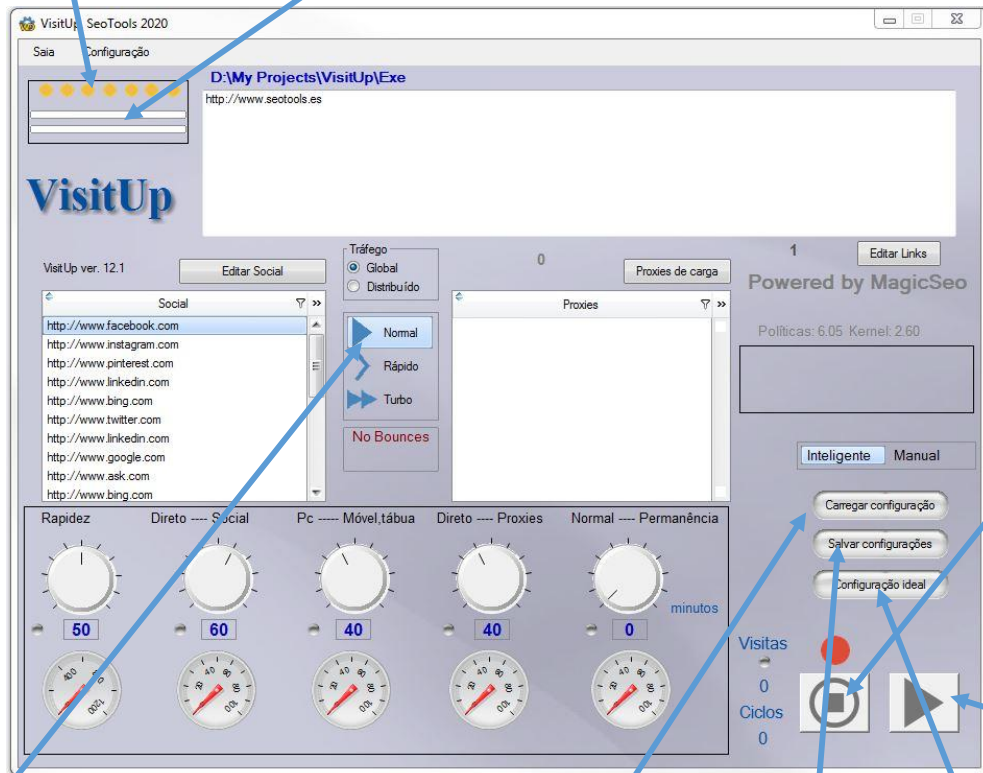 VisitUp SeoTools 2020
Saia Configuração
D:\My Projects\VisitUp\Exe
http://www.seotools.es
VisitUp
VisitUp ver. 12.1
Editar Social
Tráfego
Global
Distribuído
0
Proxies de carga
1
Editar Links
Powered by MagicSeo
Social
http://www.facebook.com
http://www.instagram.com
http://www.pinterest.com
http://www.linkedin.com
http://www.bing.com
http://www.twitter.com
http://www.linkedin.com
http://www.google.com
http://www.ask.com
http://www.bing.com
Normal
Rápido
Turbo
No Bounces
Proxies
Políticas: 6.05 Kernel: 2.60
Inteligente Manual
Carregar configuração
Salvar configurações
Configuração ideal
Rapidez Direto ---- Social Pc ----- Móvel,tábua Direto ---- Proxies Normal ---- Permanência
minutos
50 60 40 40 0
Visitas
0
Ciclos
0